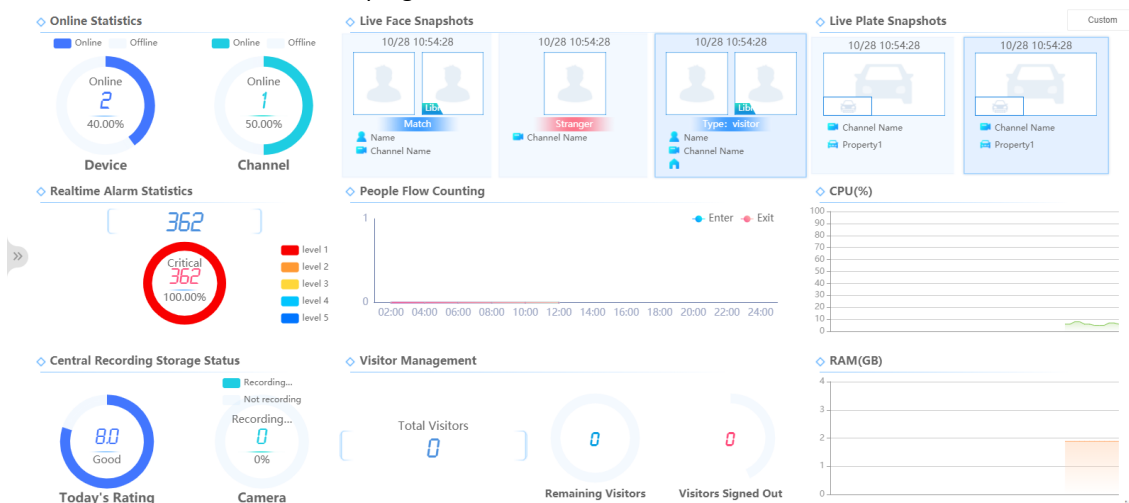 Online Statistics
Online Offline
Online Offline
Online
2
40.00%
Device
Online
1
50.00%
Channel
Live Face Snapshots
10/28 10:54:28
Match
Name
Channel Name
10/28 10:54:28
Stranger
Channel Name
10/28 10:54:28
Type: visitor
Name
Channel Name
Live Plate Snapshots
Custom
10/28 10:54:28
Channel Name
Property1
10/28 10:54:28
Channel Name
Property1
Realtime Alarm Statistics
362
Critical
362
100.00%
level 1
level 2
level 3
level 4
level 5
People Flow Counting
Enter Exit
1
0
02:00 04:00 06:00 08:00 10:00 12:00 14:00 16:00 18:00 20:00 22:00 24:00
CPU(%)
100
90
80
70
60
50
40
30
20
10
0
Central Recording Storage Status
8.0
Good
Today's Rating
Recording...
Not recording
Recording...
0
0%
Camera
Visitor Management
Total Visitors
0
0
Remaining Visitors
0
Visitors Signed Out
RAM(GB)
4
3
2
1
0